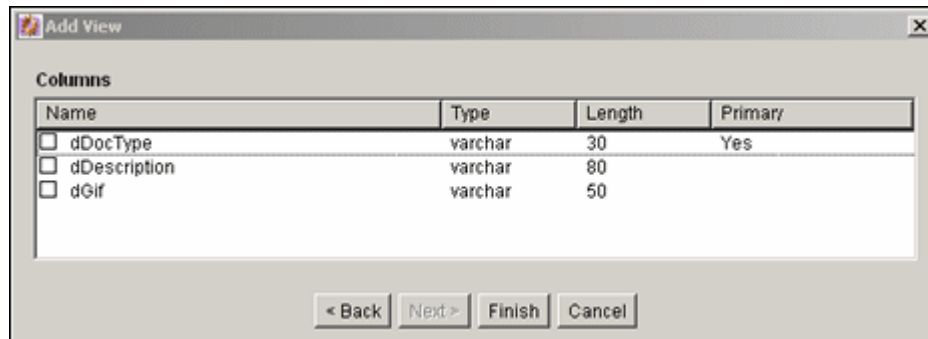 Add View
Columns
Name Type Length Primary
dDocType varchar 30 Yes
dDescription varchar 80
dGif varchar 50
< Back Next > Finish Cancel